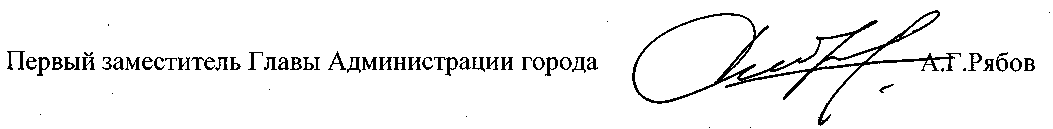 Первый заместитель Главы Администрации города А.Г.Рябов